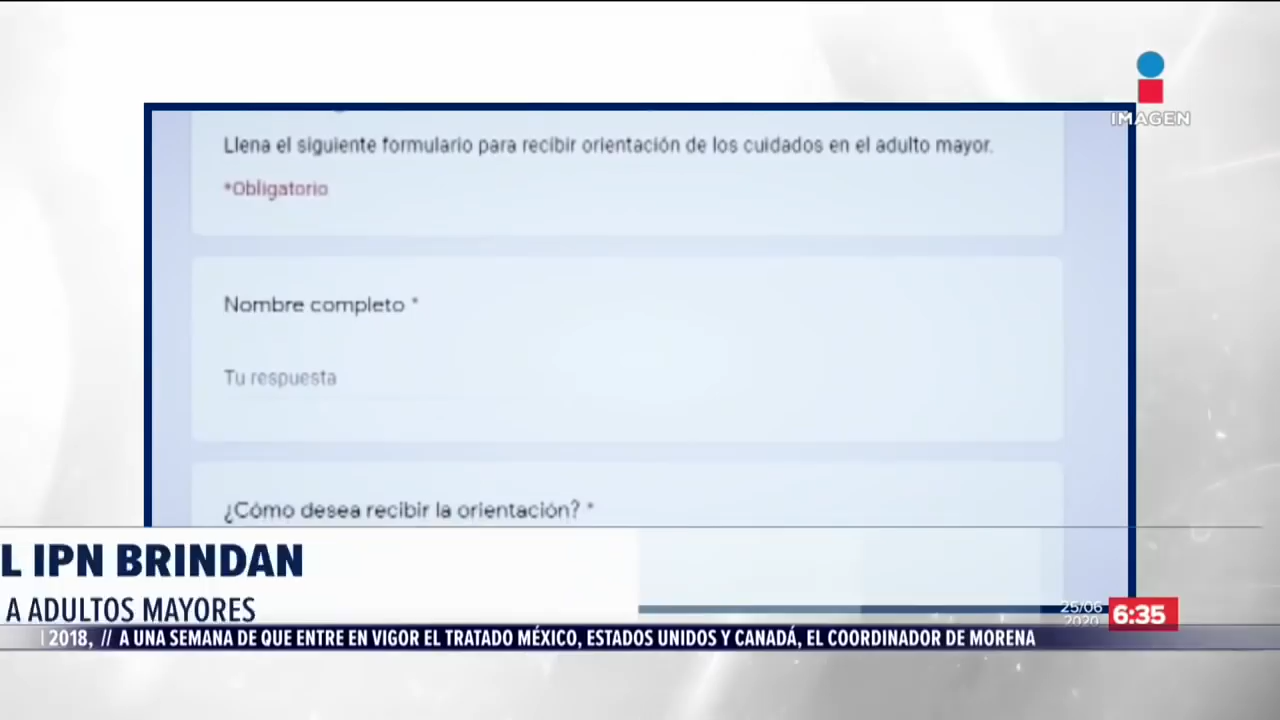 IMAGEN
Llena el siguiente formulario para recibir orientación de los cuidados en el adulto mayor.
*Obligatorio
Nombre completo *
Tu respuesta
¿Cómo desea recibir la orientación? *
L IPN BRINDAN
A ADULTOS MAYORES
25/06
2020
6:35
2018, // A UNA SEMANA DE QUE ENTRE EN VIGOR EL TRATADO MÉXICO, ESTADOS UNIDOS Y CANADÁ, EL COORDINADOR DE MORENA